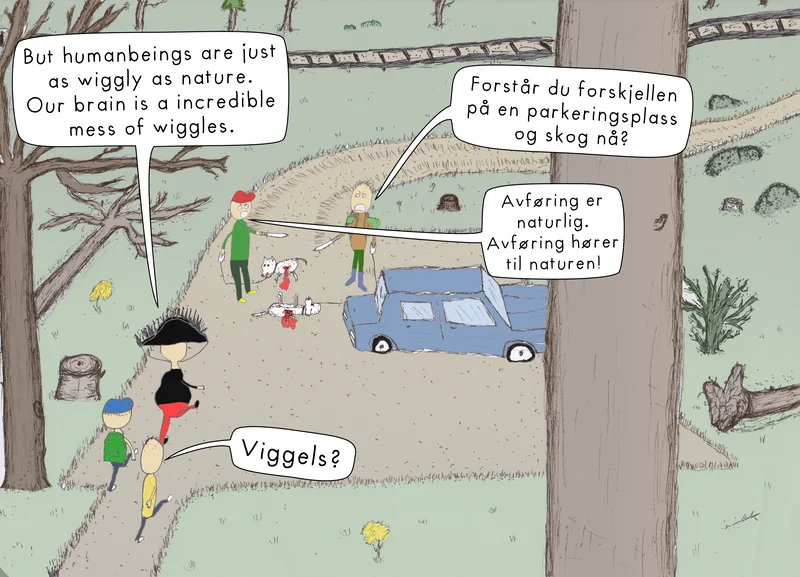 But humanbeings are just
as wiggly as nature.
Our brain is a incredible
mess of wiggles.
Forstår du forskjellen
på en parkeringsplass
og skog nå?
Avføring er
naturlig.
Avføring hører
til naturen!
Viggels?